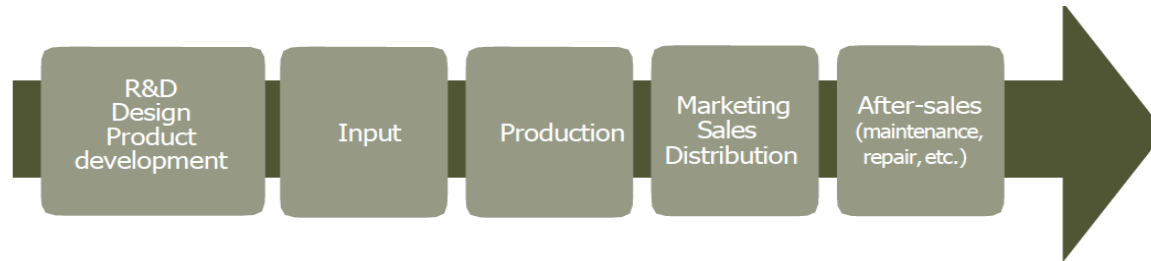 R&D
Design
Product
development
Input
Production
Marketing
Sales
Distribution
After-sales
(maintenance,
repair, etc.)